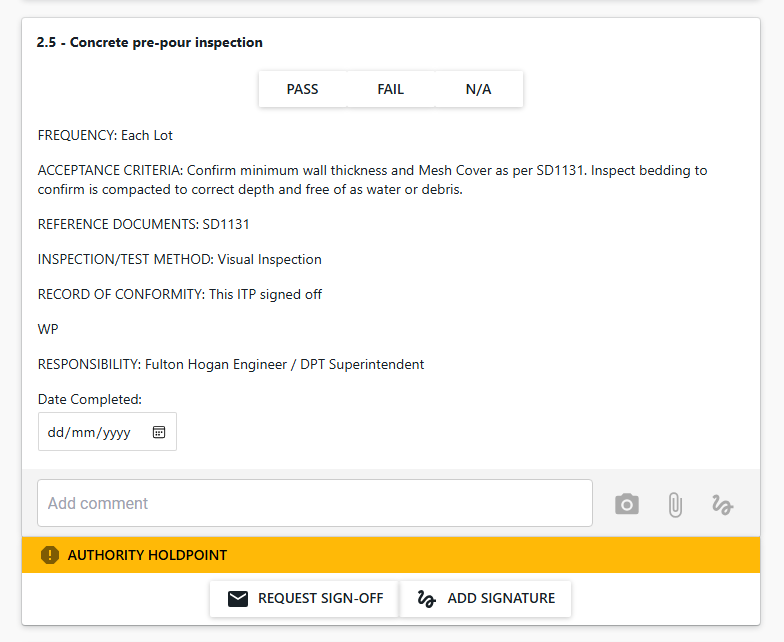 2.5 - Concrete pre-pour inspection
PASS FAIL N/A
FREQUENCY: Each Lot
ACCEPTANCE CRITERIA: Confirm minimum wall thickness and Mesh Cover as per SD1131. Inspect bedding to
confirm is compacted to correct depth and free of as water or debris.
REFERENCE DOCUMENTS: SD1131
INSPECTION/TEST METHOD: Visual Inspection
RECORD OF CONFORMITY: This ITP signed off
WP
RESPONSIBILITY: Fulton Hogan Engineer / DPT Superintendent
Date Completed:
dd/mm/yyyy
Add comment
AUTHORITY HOLDPOINT
REQUEST SIGN-OFF ADD SIGNATURE